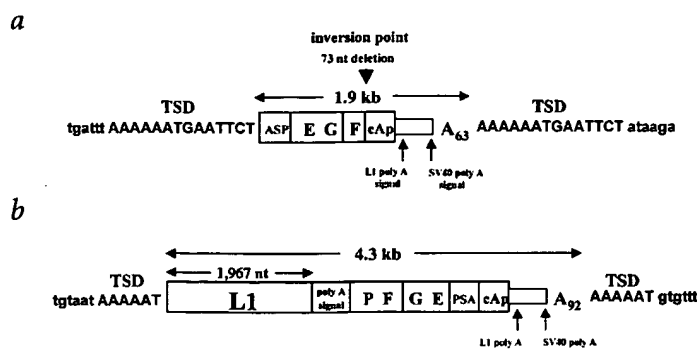 a
inversion point
73 nt deletion
1.9 kb
TSD TSD
tgattt AAAAAATGAATTCT ASP E G F cAp A63 AAAAAATGAATTCT ataaga
L1 poly A signal
SV40 poly A signal
b
4.3 kb
TSD 1,967 nt TSD
tgtaat AAAAAT L1 poly A signal P F G E PSA cAp A92 AAAAAT gtgttt
L1 poly A
SV40 poly A